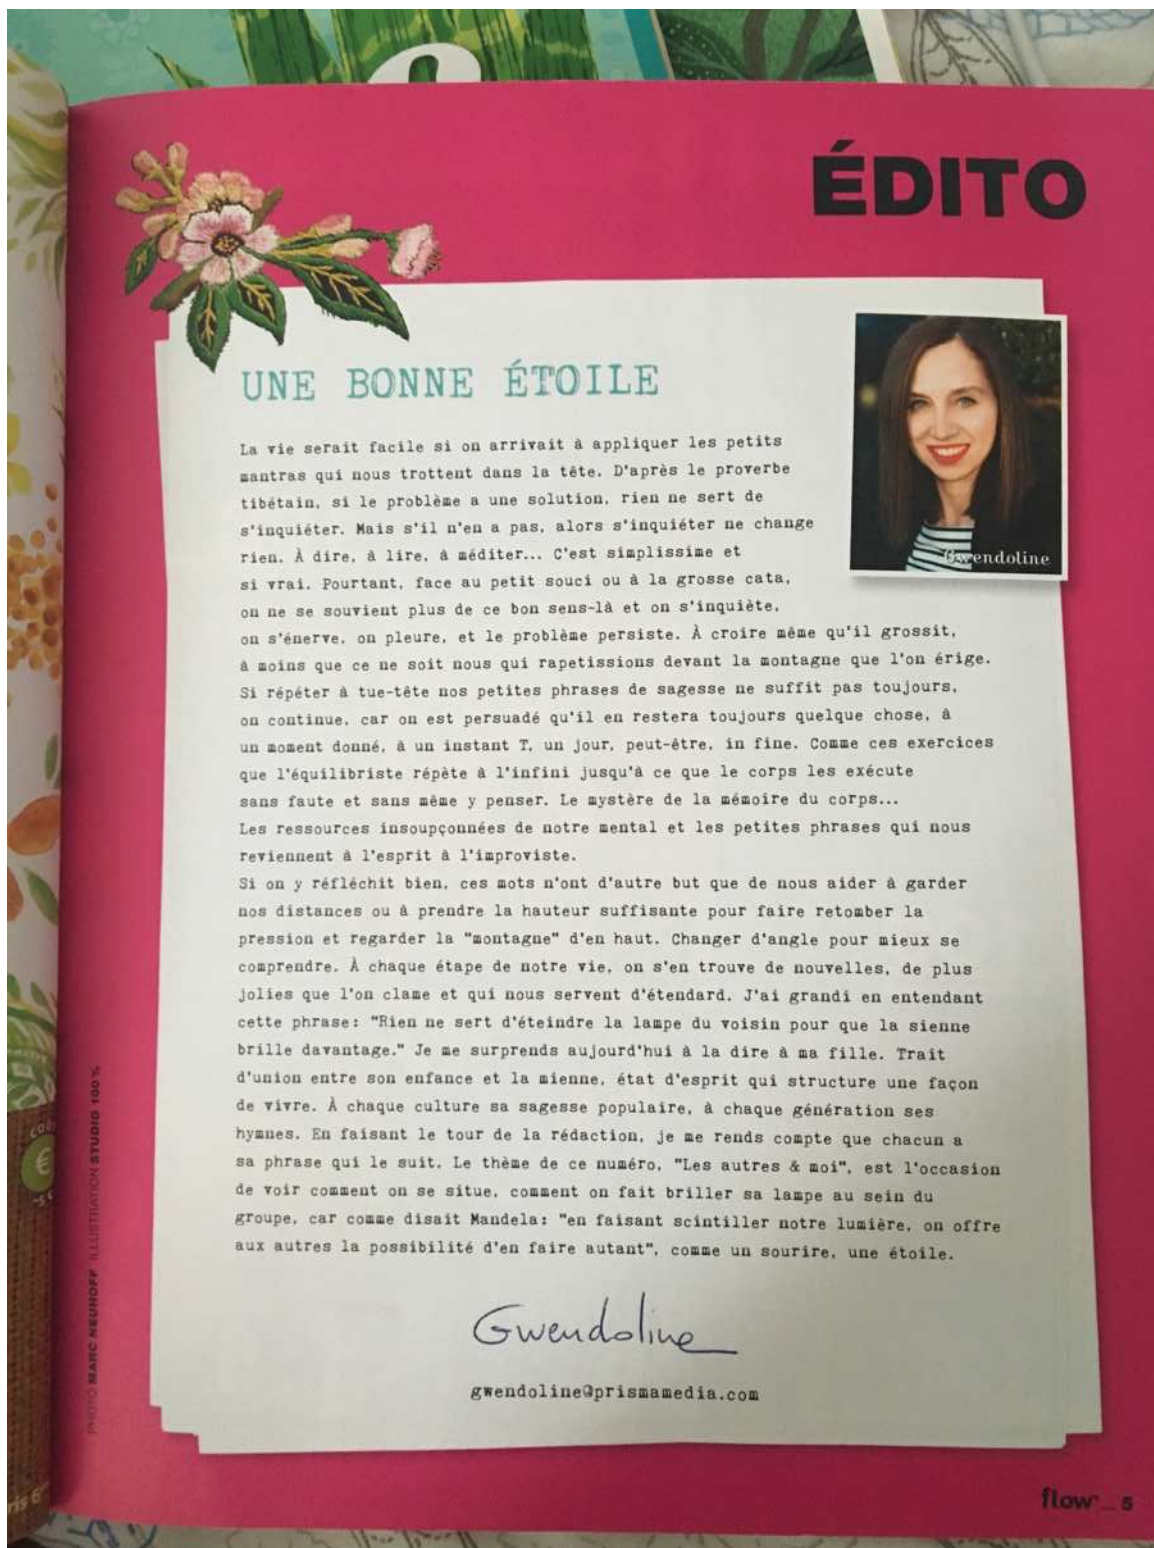 ÉDITO
UNE BONNE ÉTOILE
La vie serait facile si on arrivait à appliquer les petits
mantras qui nous trottent dans la tête. D'après le proverbe
tibétain, si le problème a une solution, rien ne sert de
s'inquiéter. Mais s'il n'en a pas, alors s'inquiéter ne change
rien. À dire, à lire, à méditer... C'est simplissime et
si vrai. Pourtant, face au petit souci ou à la grosse cata,
on ne se souvient plus de ce bon sens-là et on s'inquiète,
on s'énerve, on pleure, et le problème persiste. À croire même qu'il grossit,
à moins que ce ne soit nous qui rapetissions devant la montagne que l'on érige.
Si répéter à tue-tête nos petites phrases de sagesse ne suffit pas toujours,
on continue, car on est persuadé qu'il en restera toujours quelque chose, à
un moment donné, à un instant T, un jour, peut-être, in fine. Comme ces exercices
que l'équilibriste répète à l'infini jusqu'à ce que le corps les exécute
sans faute et sans même y penser. Le mystère de la mémoire du corps...
Les ressources insoupçonnées de notre mental et les petites phrases qui nous
reviennent à l'esprit à l'improviste.
Si on y réfléchit bien, ces mots n'ont d'autre but que de nous aider à garder
nos distances ou à prendre la hauteur suffisante pour faire retomber la
pression et regarder la "montagne" d'en haut. Changer d'angle pour mieux se
comprendre. À chaque étape de notre vie, on s'en trouve de nouvelles, de plus
jolies que l'on clame et qui nous servent d'étendard. J'ai grandi en entendant
cette phrase: "Rien ne sert d'éteindre la lampe du voisin pour que la sienne
brille davantage." Je me surprends aujourd'hui à la dire à ma fille. Trait
d'union entre son enfance et la mienne, état d'esprit qui structure une façon
de vivre. À chaque culture sa sagesse populaire, à chaque génération ses
hymnes. En faisant le tour de la rédaction, je me rends compte que chacun a
sa phrase qui le suit. Le thème de ce numéro, "Les autres & moi", est l'occasion
de voir comment on se situe, comment on fait briller sa lampe au sein du
groupe, car comme disait Mandela: "en faisant scintiller notre lumière, on offre
aux autres la possibilité d'en faire autant", comme un sourire, une étoile.
Gwendoline
Gwendoline
gwendoline@prismamedia.com
PHOTO MARC NEUHOFF ILLUSTRATION STUDIO 100%
flow _ 5